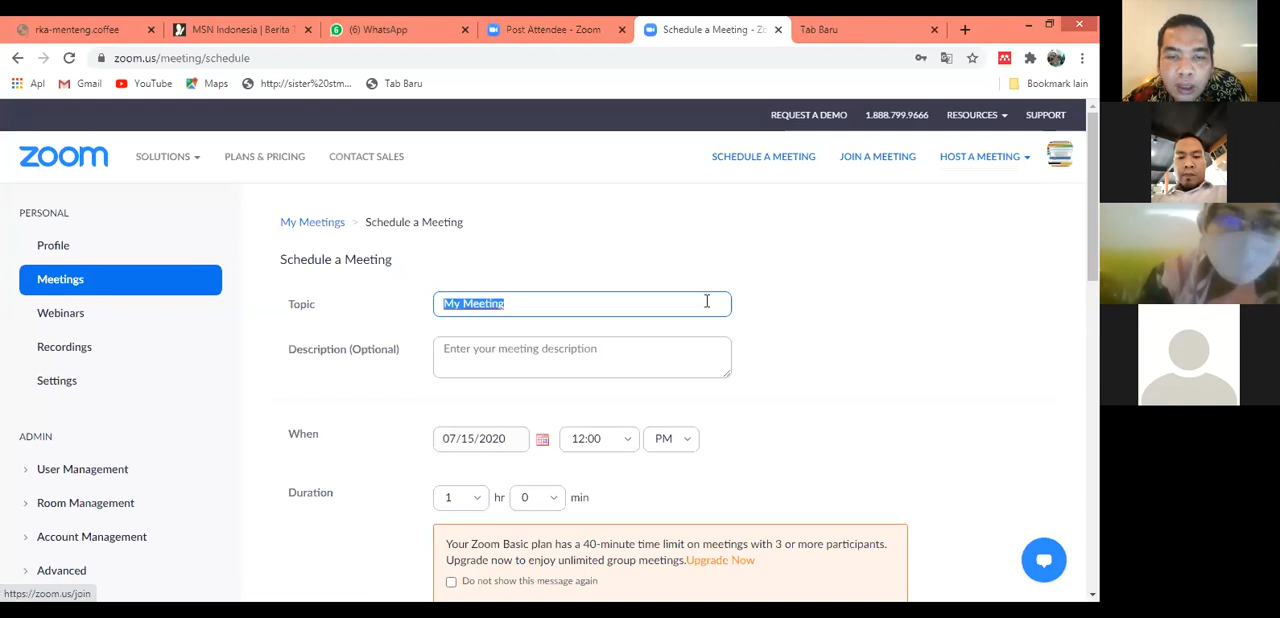 rka-menteng.coffee
MSN Indonesia | Berita T
(6) WhatsApp
Post Attendee - Zoom
Schedule a Meeting - Zo
Tab Baru
zoom.us/meeting/schedule
Apl
Gmail
YouTube
Maps
http://sister%20stm...
Tab Baru
Bookmark lain
REQUEST A DEMO
1.888.799.9666
RESOURCES
SUPPORT
zoom
SOLUTIONS
PLANS & PRICING
CONTACT SALES
SCHEDULE A MEETING
JOIN A MEETING
HOST A MEETING
PERSONAL
Profile
Meetings
Webinars
Recordings
Settings
ADMIN
User Management
Room Management
Account Management
Advanced
https://zoom.us/join
My Meetings > Schedule a Meeting
Schedule a Meeting
Topic
My Meeting
Description (Optional)
Enter your meeting description
When
07/15/2020
12:00
PM
Duration
1
hr
0
min
Your Zoom Basic plan has a 40-minute time limit on meetings with 3 or more participants.
Upgrade now to enjoy unlimited group meetings.Upgrade Now
Do not show this message again